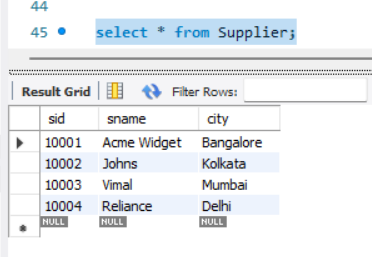 44
45 select * from Supplier;
Result Grid Filter Rows:
sid sname city
10001 Acme Widget Bangalore
10002 Johns Kolkata
10003 Vimal Mumbai
10004 Reliance Delhi
NULL NULL NULL